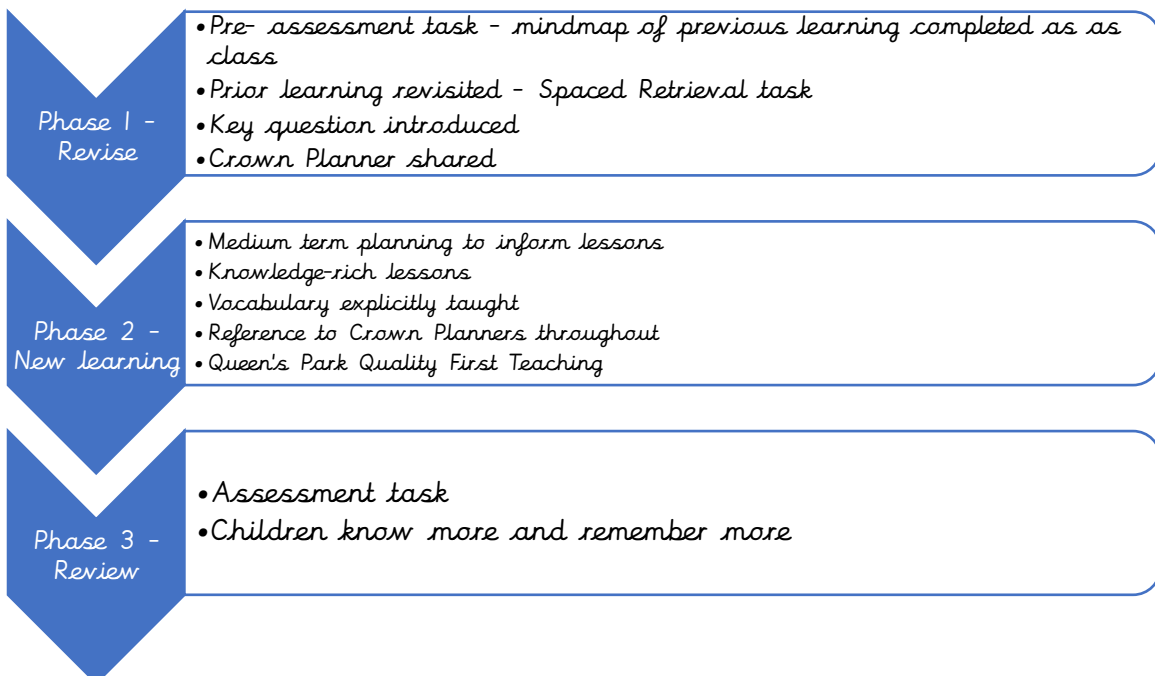 Phase 1 -
Revise
•Pre- assessment task - mindmap of previous learning completed as as
class
•Prior learning revisited - Spaced Retrieval task
•Key question introduced
•Crown Planner shared
Phase 2 -
New learning
•Medium term planning to inform lessons
•Knowledge-rich lessons
•Vocabulary explicitly taught
•Reference to Crown Planners throughout
•Queen's Park Quality First Teaching
Phase 3 -
Review
•Assessment task
•Children know more and remember more